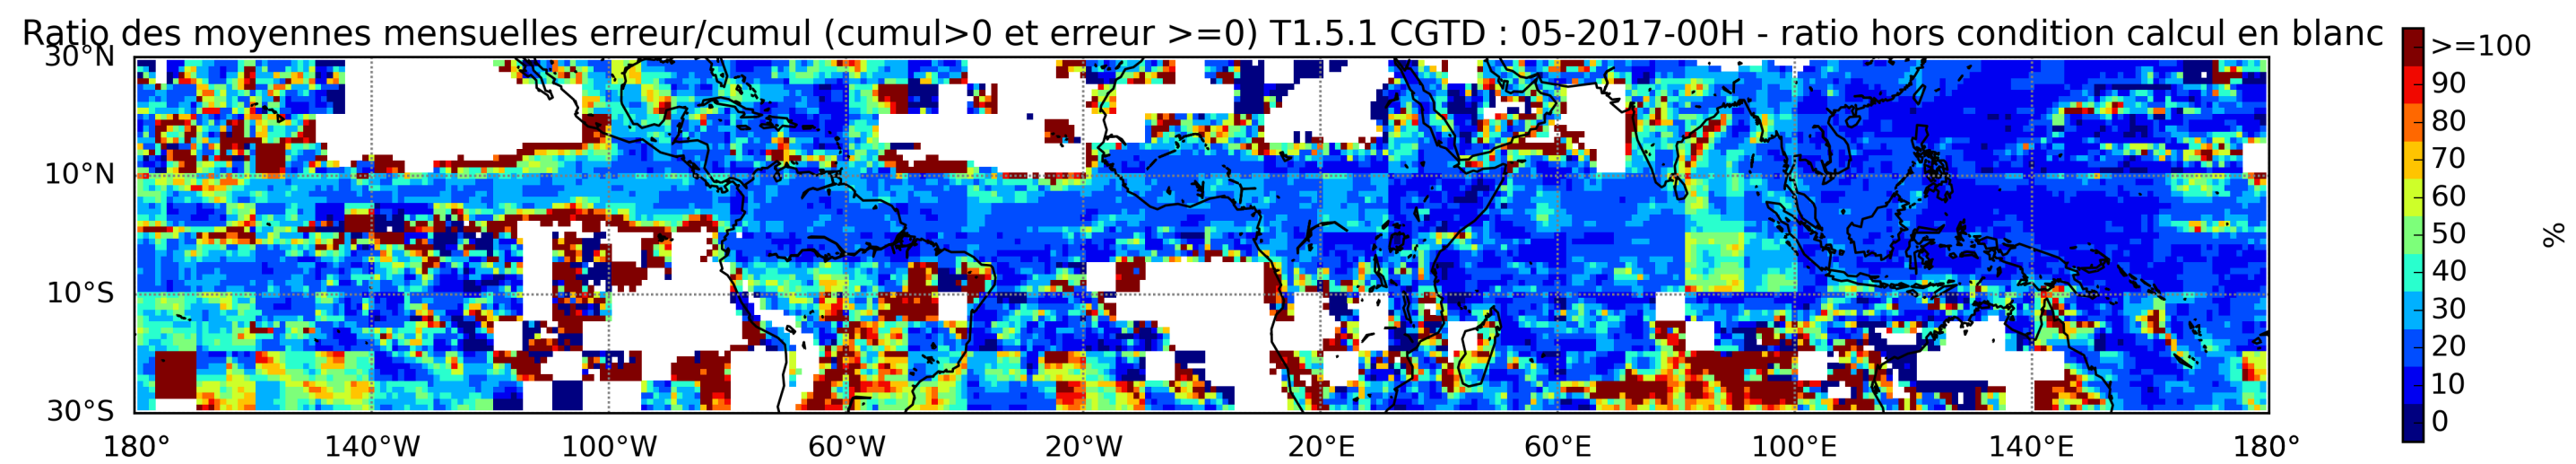 Ratio des moyennes mensuelles erreur/cumul (cumul>0 et erreur >=0) T1.5.1 CGTD : 05-2017-00H - ratio hors condition calcul en blanc
30°N
10°N
10°S
30°S
180°
140°W
100°W
60°W
20°W
20°E
60°E
100°E
140°E
180°
>=100
90
80
70
60
50
40
30
20
10
0
%